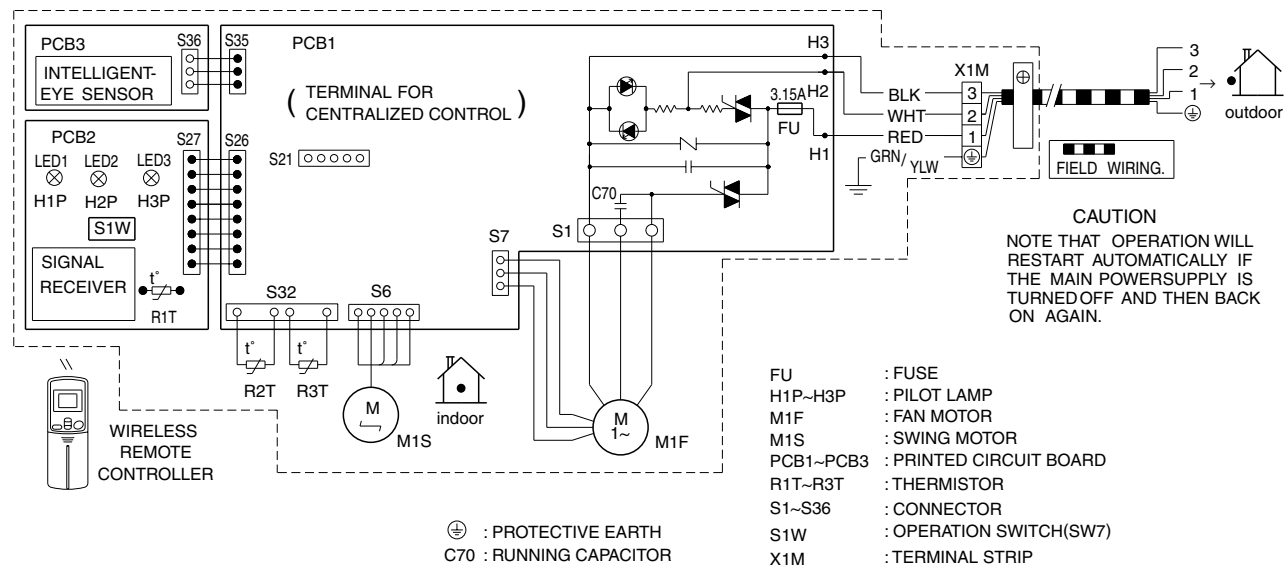 PCB3
S36
S35
PCB1
INTELLIGENT-
EYE SENSOR
( TERMINAL FOR
CENTRALIZED CONTROL )
PCB2
S27
S26
LED1
LED2
LED3
H1P
H2P
H3P
S1W
SIGNAL
RECEIVER
t°
R1T
S21
H3
H2
H1
3.15A
FU
C70
S1
S7
X1M
BLK
3
WHT
2
RED
1
GRN/YLW
3
2
1
outdoor
FIELD WIRING.
CAUTION
NOTE THAT OPERATION WILL
RESTART AUTOMATICALLY IF
THE MAIN POWERSUPPLY IS
TURNED OFF AND THEN BACK
ON AGAIN.
S32
S6
t°
t°
R2T
R3T
M
M1S
indoor
M
1~
M1F
WIRELESS
REMOTE
CONTROLLER
FU : FUSE
H1P~H3P : PILOT LAMP
M1F : FAN MOTOR
M1S : SWING MOTOR
PCB1~PCB3 : PRINTED CIRCUIT BOARD
R1T~R3T : THERMISTOR
S1~S36 : CONNECTOR
S1W : OPERATION SWITCH(SW7)
X1M : TERMINAL STRIP
: PROTECTIVE EARTH
C70 : RUNNING CAPACITOR